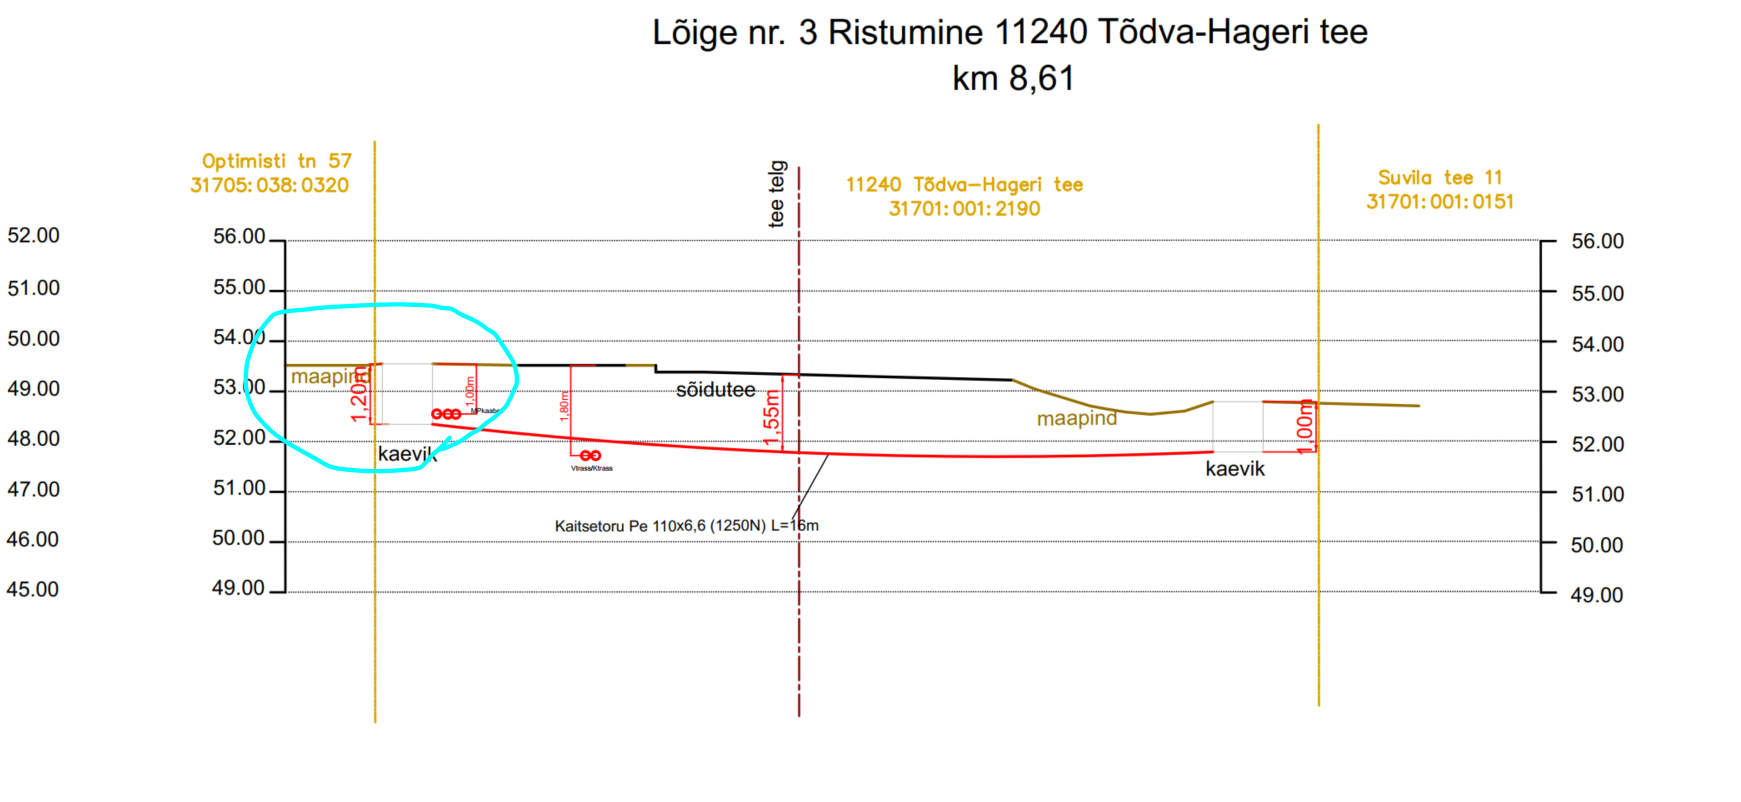 Lõige nr. 3 Ristumine 11240 Tõdva-Hageri tee
km 8,61
Optimisti tn 57
31705:038:0320
tee telg
11240 Tõdva-Hageri tee
31701:001:2190
Suvila tee 11
31701:001:0151
52.00
51.00
50.00
49.00
48.00
47.00
46.00
45.00
56.00
55.00
54.00
53.00
52.00
51.00
50.00
49.00
maapind
1,20m
1,00m
MPkaabel
kaevik
1,80m
Vtrass/Ktrass
sõidutee
1,55m
maapind
kaevik
1,00m
Kaitsetoru Pe 110x6,6 (1250N) L=16m
56.00
55.00
54.00
53.00
52.00
51.00
50.00
49.00